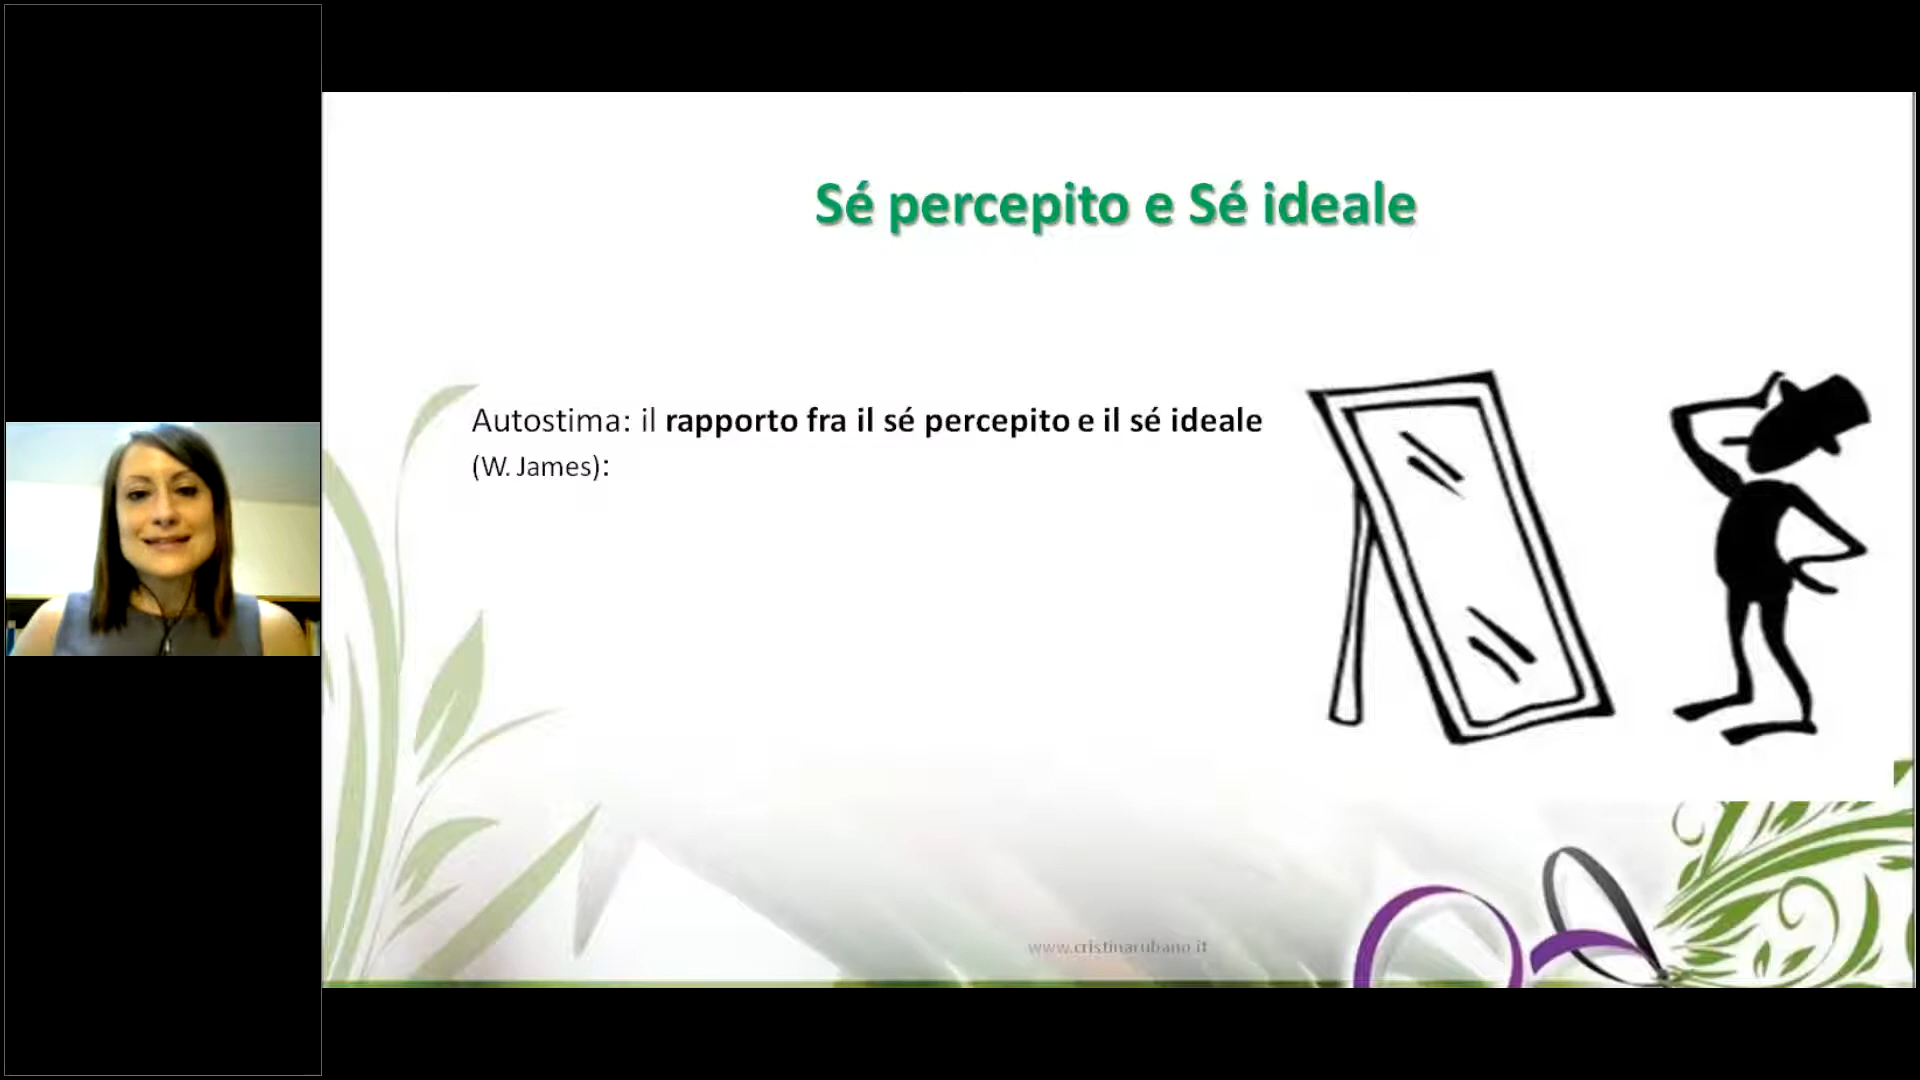 Sé percepito e Sé ideale
Autostima: il rapporto fra il sé percepito e il sé ideale
(W. James):
www.cristinarubano.it